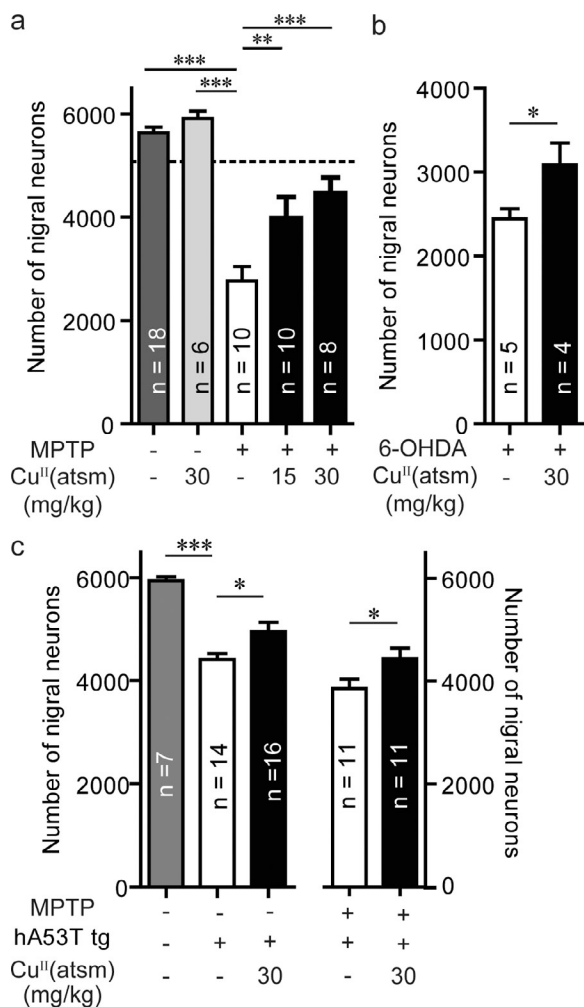 a
***
***
**
***
Number of nigral neurons
6000
4000
2000
0
n = 18
n = 6
n = 10
n = 10
n = 8
MPTP - - + + +
Cuᴵᴵ(atsm) - 30 - 15 30
(mg/kg)
b
*
Number of nigral neurons
4000
3000
2000
1000
0
n = 5
n = 4
6-OHDA + +
Cuᴵᴵ(atsm) - 30
(mg/kg)
c
***
*
*
Number of nigral neurons
6000
4000
2000
0
n =7
n = 14
n =16
n = 11
n = 11
6000
4000
2000
0
Number of nigral neurons
MPTP - - - + +
hA53T tg - + + + +
Cuᴵᴵ(atsm) - - 30 - 30
(mg/kg)